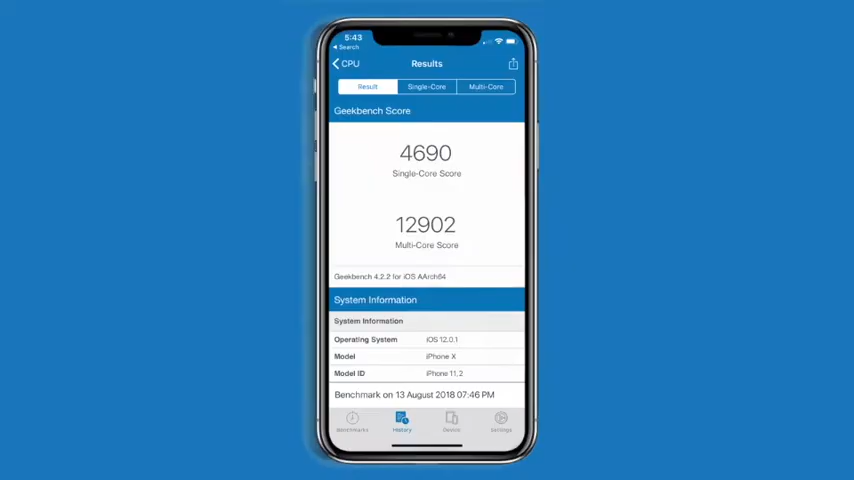 5:43
Search
CPU
Results
Result
Single-Core
Multi-Core
Geekbench Score
4690
Single-Core Score
12902
Multi-Core Score
Geekbench 4.2.2 for iOS AArch64
System Information
System Information
Operating System
iOS 12.0.1
Model
iPhone X
Model ID
iPhone 11,2
Benchmark on 13 August 2018 07:46 PM
Benchmarks
History
Device
Settings